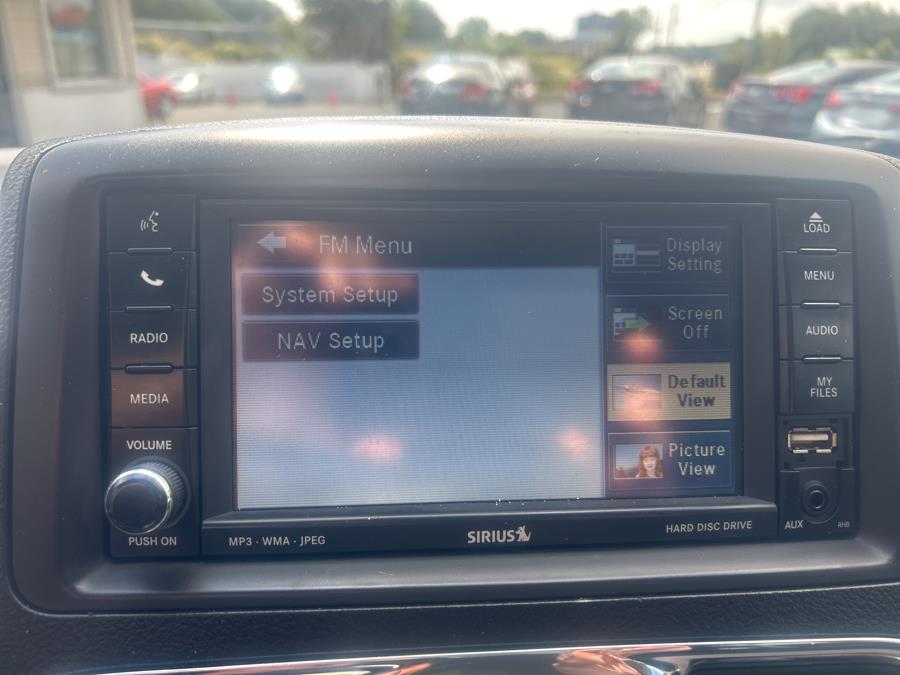 RADIO
MEDIA
VOLUME
PUSH ON
FM Menu
System Setup
NAV Setup
Display
Setting
Screen
Off
Default
View
Picture
View
MP3 · WMA · JPEG
SIRIUS
HARD DISC DRIVE
LOAD
MENU
AUDIO
MY
FILES
AUX
RHB